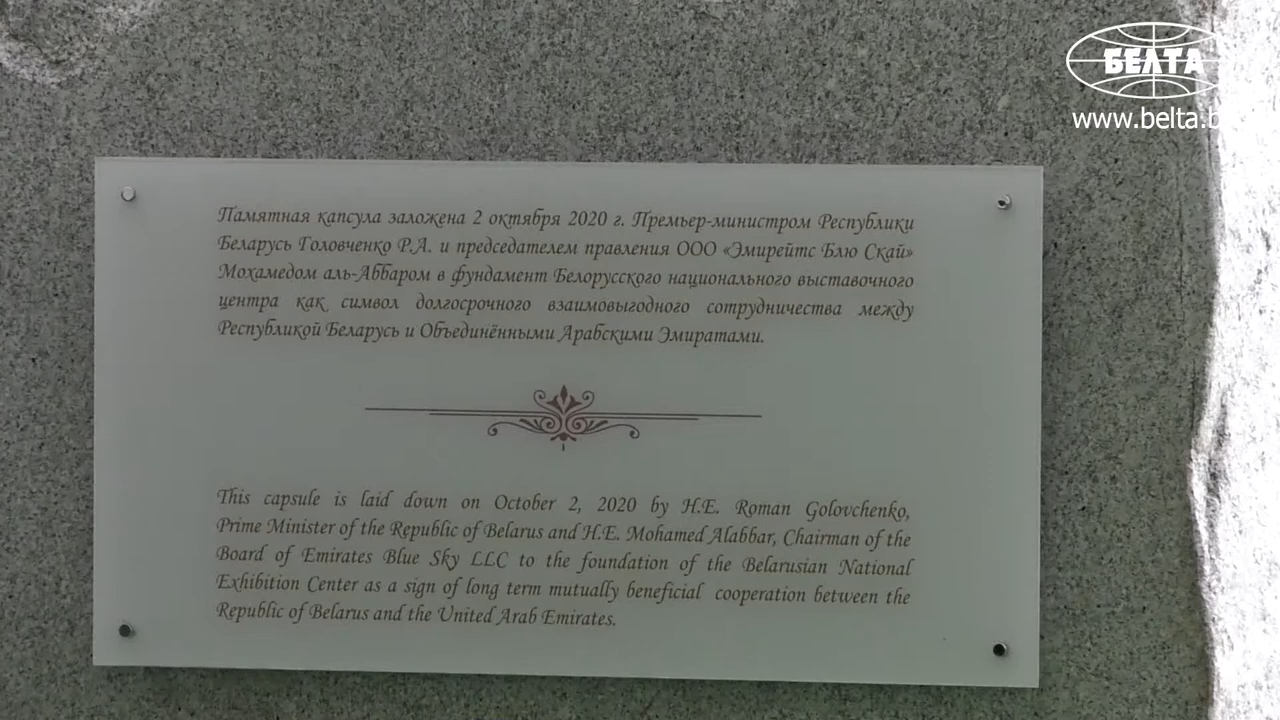 БЕЛТА
www.belta.b
Памятная капсула заложена 2 октября 2020 г. Премьер-министром Республики
Беларусь Головченко Р.А. и председателем правления ООО «Эмирейтс Блю Скай»
Мохамедом аль-Аббаром в фундамент Белорусского национального выставочного
центра как символ долгосрочного взаимовыгодного сотрудничества между
Республикой Беларусь и Объединёнными Арабскими Эмиратами.
This capsule is laid down on October 2, 2020 by H.E. Roman Golovchenko,
Prime Minister of the Republic of Belarus and H.E. Mohamed Alabbar, Chairman of the
Board of Emirates Blue Sky LLC to the foundation of the Belarusian National
Exhibition Center as a sign of long term mutually beneficial cooperation between the
Republic of Belarus and the United Arab Emirates.